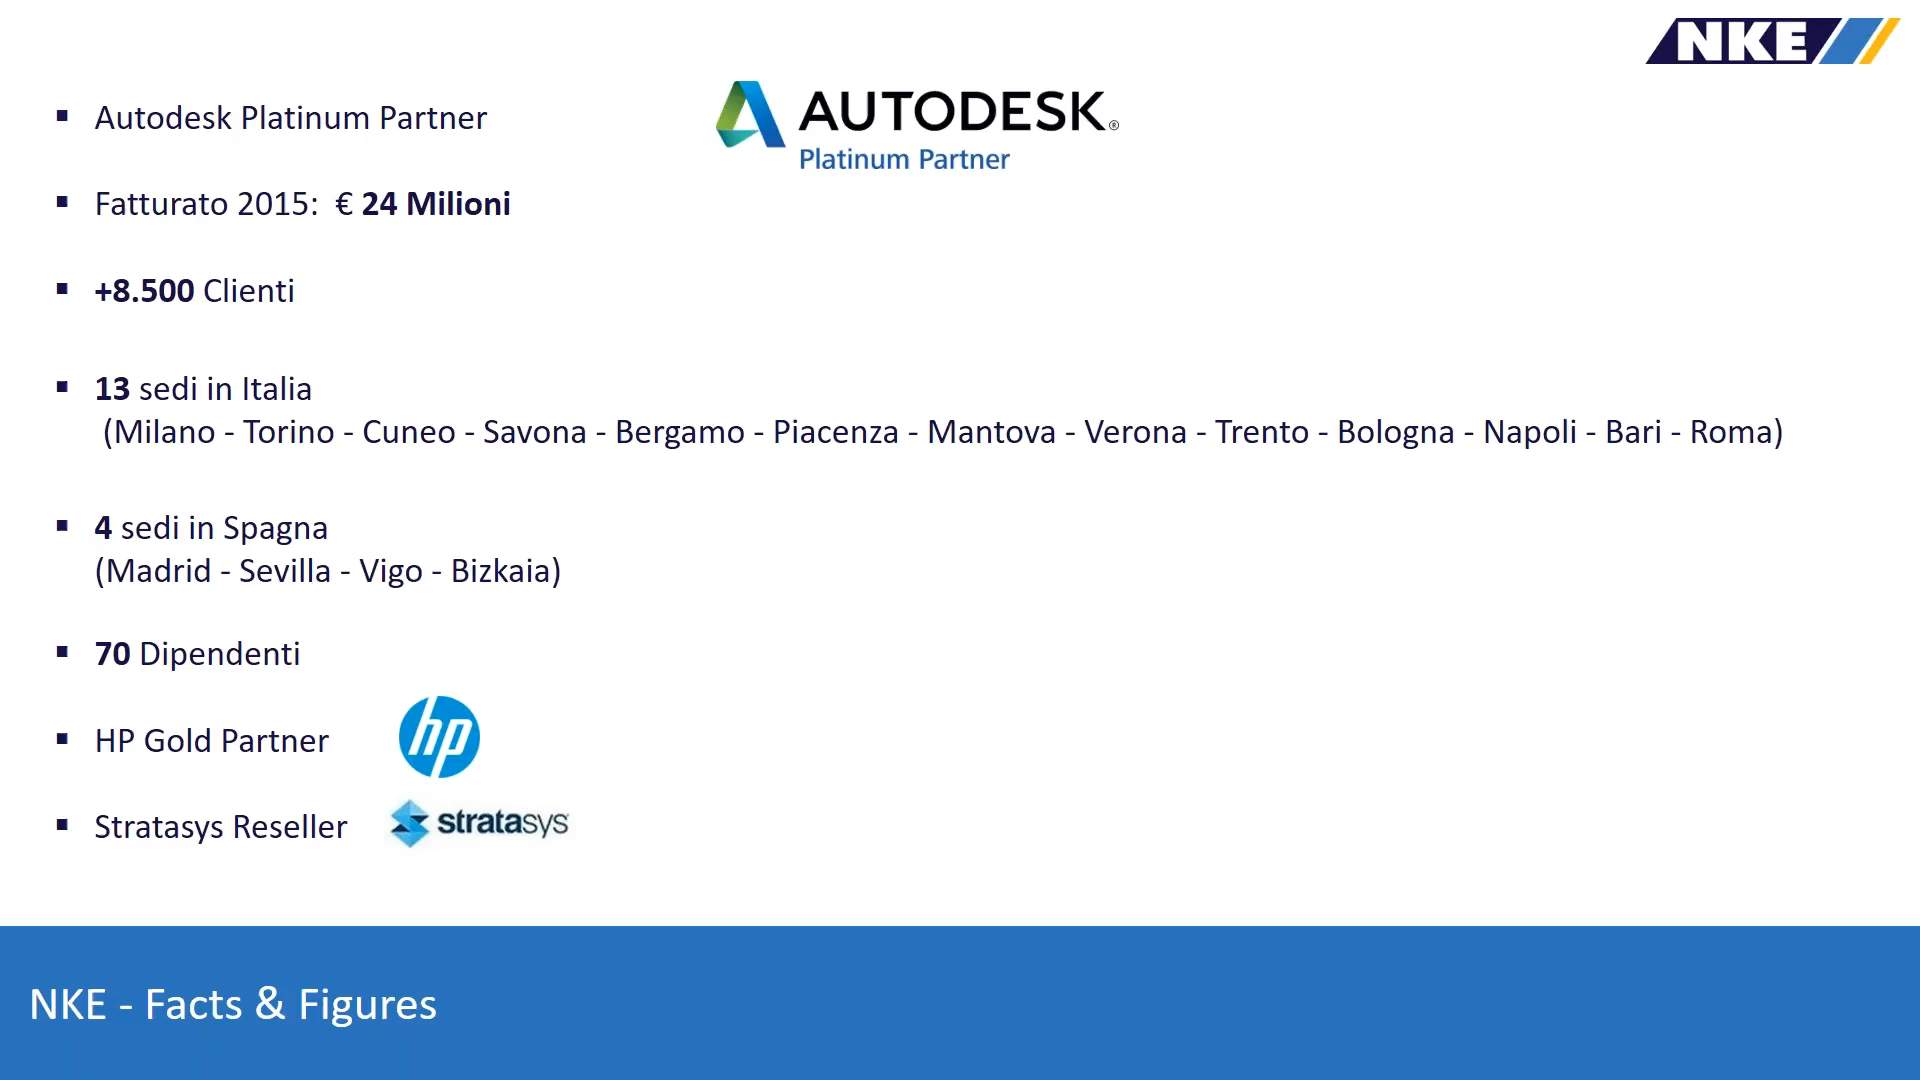 NKE
Autodesk Platinum Partner
AUTODESK®
Platinum Partner
Fatturato 2015: € 24 Milioni
+8.500 Clienti
13 sedi in Italia
(Milano - Torino - Cuneo - Savona - Bergamo - Piacenza - Mantova - Verona - Trento - Bologna - Napoli - Bari - Roma)
4 sedi in Spagna
(Madrid - Sevilla - Vigo - Bizkaia)
70 Dipendenti
HP Gold Partner
hp
Stratasys Reseller
stratasys
NKE - Facts & Figures